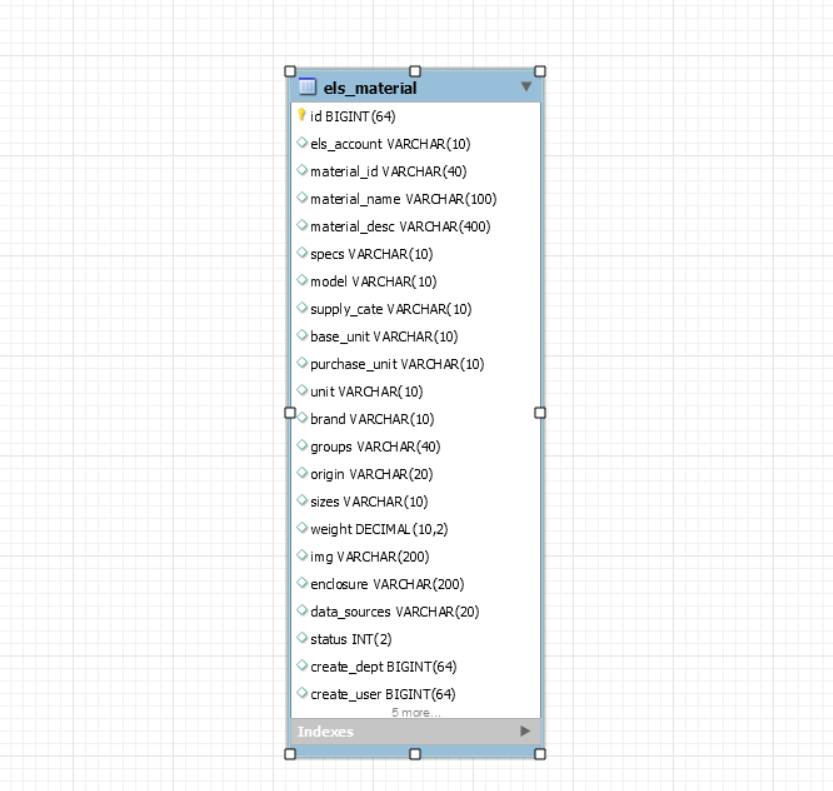 els_material
id BIGINT(64)
els_account VARCHAR(10)
material_id VARCHAR(40)
material_name VARCHAR(100)
material_desc VARCHAR(400)
specs VARCHAR(10)
model VARCHAR(10)
supply_cate VARCHAR(10)
base_unit VARCHAR(10)
purchase_unit VARCHAR(10)
unit VARCHAR(10)
brand VARCHAR(10)
groups VARCHAR(40)
origin VARCHAR(20)
sizes VARCHAR(10)
weight DECIMAL(10,2)
img VARCHAR(200)
enclosure VARCHAR(200)
data_sources VARCHAR(20)
status INT(2)
create_dept BIGINT(64)
create_user BIGINT(64)
5 more...
Indexes